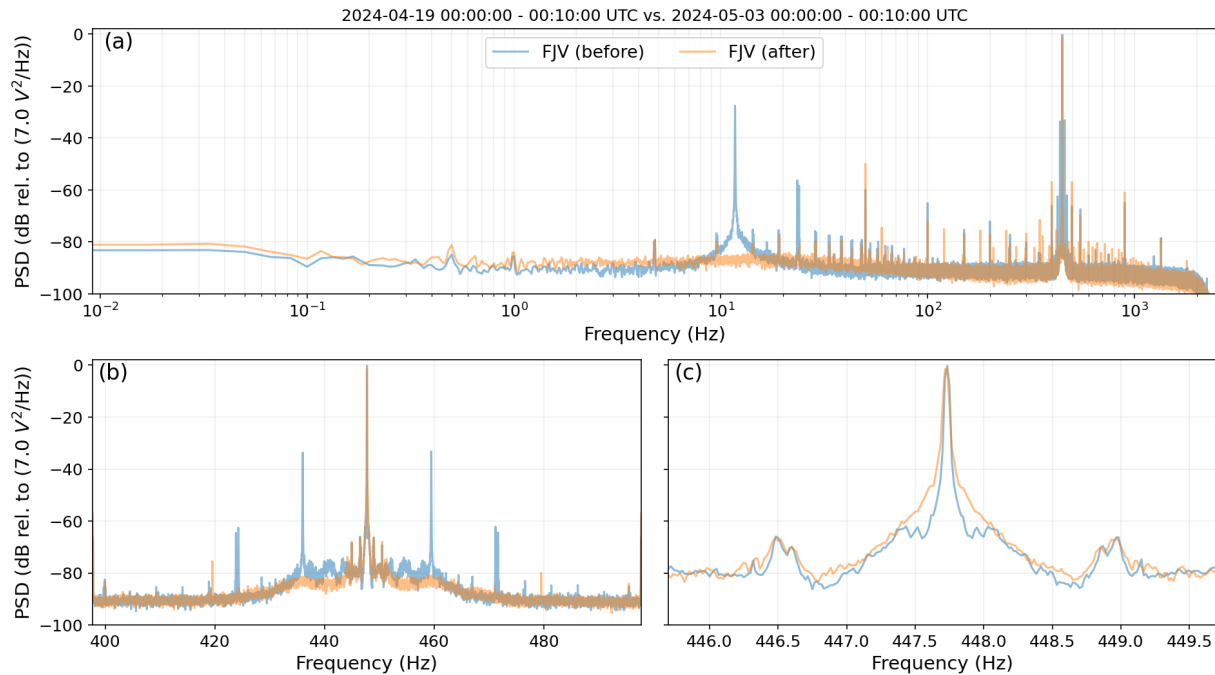 2024-04-19 00:00:00 - 00:10:00 UTC vs. 2024-05-03 00:00:00 - 00:10:00 UTC
(a)
FJV (before)
FJV (after)
PSD (dB rel. to (7.0 V²/Hz))
0
−20
−40
−60
−80
−100
10⁻²
10⁻¹
10⁰
10¹
10²
10³
Frequency (Hz)
(b)
PSD (dB rel. to (7.0 V²/Hz))
0
−20
−40
−60
−80
−100
400
420
440
460
480
Frequency (Hz)
(c)
446.0
446.5
447.0
447.5
448.0
448.5
449.0
449.5
Frequency (Hz)